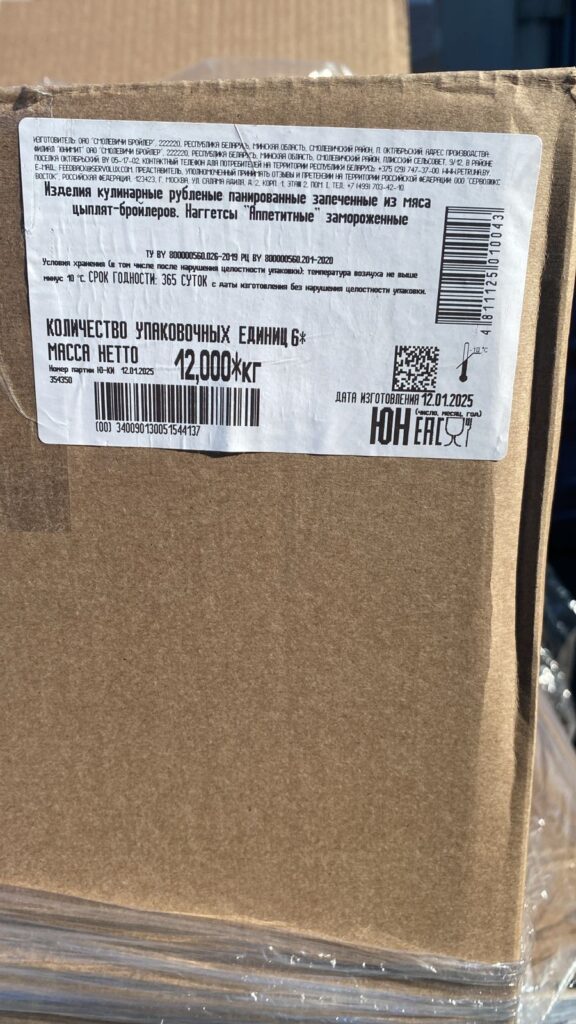 ИЗГОТОВИТЕЛЬ: ОАО "СМОЛЕВИЧИ БРОЙЛЕР", 222220, РЕСПУБЛИКА БЕЛАРУСЬ, МИНСКАЯ ОБЛАСТЬ, СМОЛЕВИЧСКИЙ РАЙОН, П. ОКТЯБРЬСКИЙ. АДРЕС ПРОИЗВОДСТВА:
ФИЛИАЛ "ЮНИМИТ" ОАО "СМОЛЕВИЧИ БРОЙЛЕР", 222220, РЕСПУБЛИКА БЕЛАРУСЬ, МИНСКАЯ ОБЛАСТЬ, СМОЛЕВИЧСКИЙ РАЙОН, ПЛИССКИЙ СЕЛЬСОВЕТ, 9/12, В РАЙОНЕ
ПОСЕЛКА ОКТЯБРЬСКИЙ. BY 05-17-02. КОНТАКТНЫЙ ТЕЛЕФОН ДЛЯ ПОТРЕБИТЕЛЕЙ НА ТЕРРИТОРИИ РЕСПУБЛИКИ БЕЛАРУСЬ: +375 (29) 747-37-00 WWW.PETRUHA.BY
E-MAIL: FEEDBACK@SERVOLUX.COM. ПРЕДСТАВИТЕЛЬ, УПОЛНОМОЧЕННЫЙ ПРИНИМАТЬ ОТЗЫВЫ И ПРЕТЕНЗИИ НА ТЕРРИТОРИИ РОССИЙСКОЙ ФЕДЕРАЦИИ: ООО "СЕРВОЛЮКС
ВОСТОК", РОССИЙСКАЯ ФЕДЕРАЦИЯ, 123423, Г. МОСКВА, УЛ. САЛЯМА АДИЛЯ, Д. 2, КОРП. 1, ЭТАЖ 2, ПОМ. I, ТЕЛ. +7 (499) 703-42-10.
Изделия кулинарные рубленые панированные запеченные из мяса
цыплят-бройлеров. Наггетсы "Аппетитные" замороженные
ТУ BY 800000560.026-2019 РЦ BY 800000560.201-2020
Условия хранения (в том числе после нарушения целостности упаковки): температура воздуха не выше
минус 10 °С. СРОК ГОДНОСТИ: 365 СУТОК с даты изготовления без нарушения целостности упаковки.
4 811125 010043
КОЛИЧЕСТВО УПАКОВОЧНЫХ ЕДИНИЦ 6*
МАССА НЕТТО 12,000*КГ
Номер партии Ю-КИ 12.01.2025
354350
-10 °C
ДАТА ИЗГОТОВЛЕНИЯ 12.01.2025
(число, месяц, год)
(00) 340090130051544137
ЮН EAC